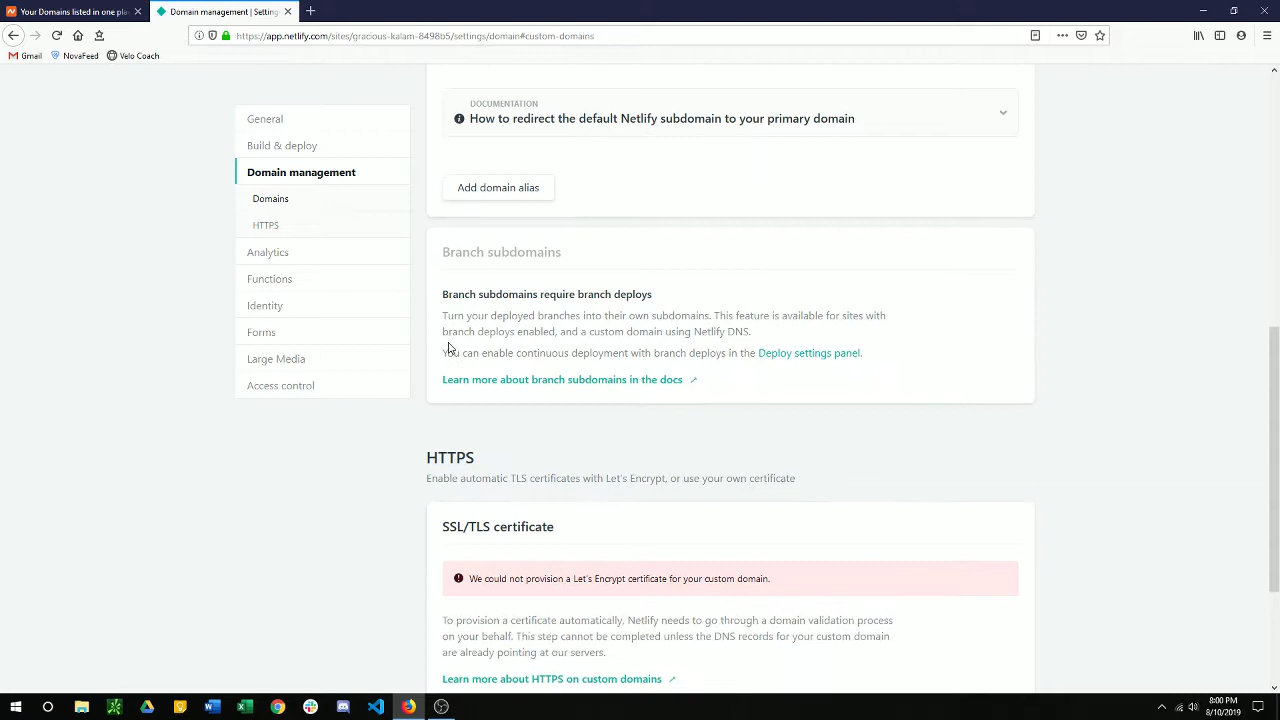 Your Domains listed in one pla
Domain management | Setting
https://app.netlify.com/sites/gracious-kalam-8498b5/settings/domain#custom-domains
Gmail
NovaFeed
Velo Coach
General
Build & deploy
Domain management
Domains
HTTPS
Analytics
Functions
Identity
Forms
Large Media
Access control
DOCUMENTATION
How to redirect the default Netlify subdomain to your primary domain
Add domain alias
Branch subdomains
Branch subdomains require branch deploys
Turn your deployed branches into their own subdomains. This feature is available for sites with
branch deploys enabled, and a custom domain using Netlify DNS.
You can enable continuous deployment with branch deploys in the Deploy settings panel.
Learn more about branch subdomains in the docs
HTTPS
Enable automatic TLS certificates with Let's Encrypt, or use your own certificate
SSL/TLS certificate
We could not provision a Let's Encrypt certificate for your custom domain.
To provision a certificate automatically, Netlify needs to go through a domain validation process
on your behalf. This step cannot be completed unless the DNS records for your custom domain
are already pointing at our servers.
Learn more about HTTPS on custom domains
8:00 PM
8/10/2019